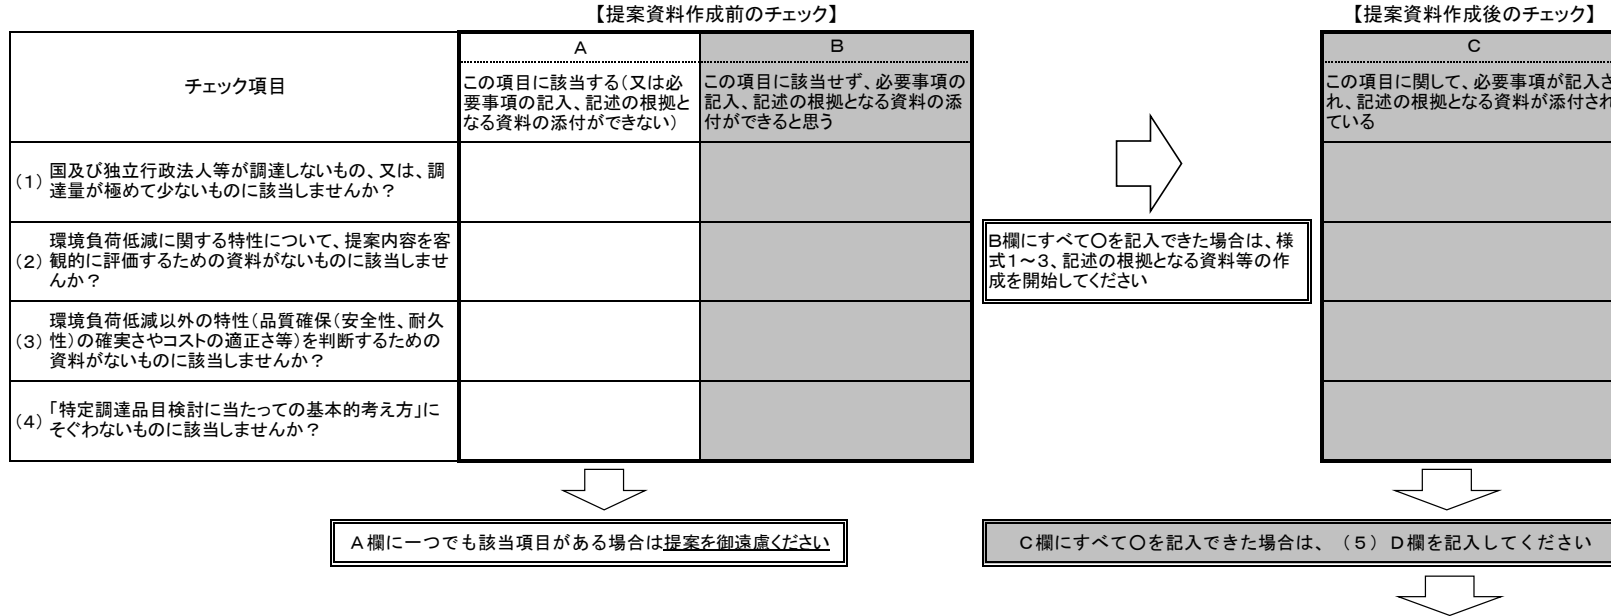 【提案資料作成前のチェック】
【提案資料作成後のチェック】
チェック項目
A
この項目に該当する(又は必
要事項の記入、記述の根拠と
なる資料の添付ができない)
B
この項目に該当せず、必要事項の
記入、記述の根拠となる資料の添
付ができると思う
C
この項目に関して、必要事項が記入さ
れ、記述の根拠となる資料が添付され
ている
(1)
国及び独立行政法人等が調達しないもの、又は、調
達量が極めて少ないものに該当しませんか?
(2)
環境負荷低減に関する特性について、提案内容を客
観的に評価するための資料がないものに該当しませ
んか?
(3)
環境負荷低減以外の特性(品質確保(安全性、耐久
性)の確実さやコストの適正さ等)を判断するための
資料がないものに該当しませんか?
(4)
「特定調達品目検討に当たっての基本的考え方」に
そぐわないものに該当しませんか?
B欄にすべて○を記入できた場合は、様
式1~3、記述の根拠となる資料等の作
成を開始してください
A欄に一つでも該当項目がある場合は提案を御遠慮ください
C欄にすべて○を記入できた場合は、(5)D欄を記入してください